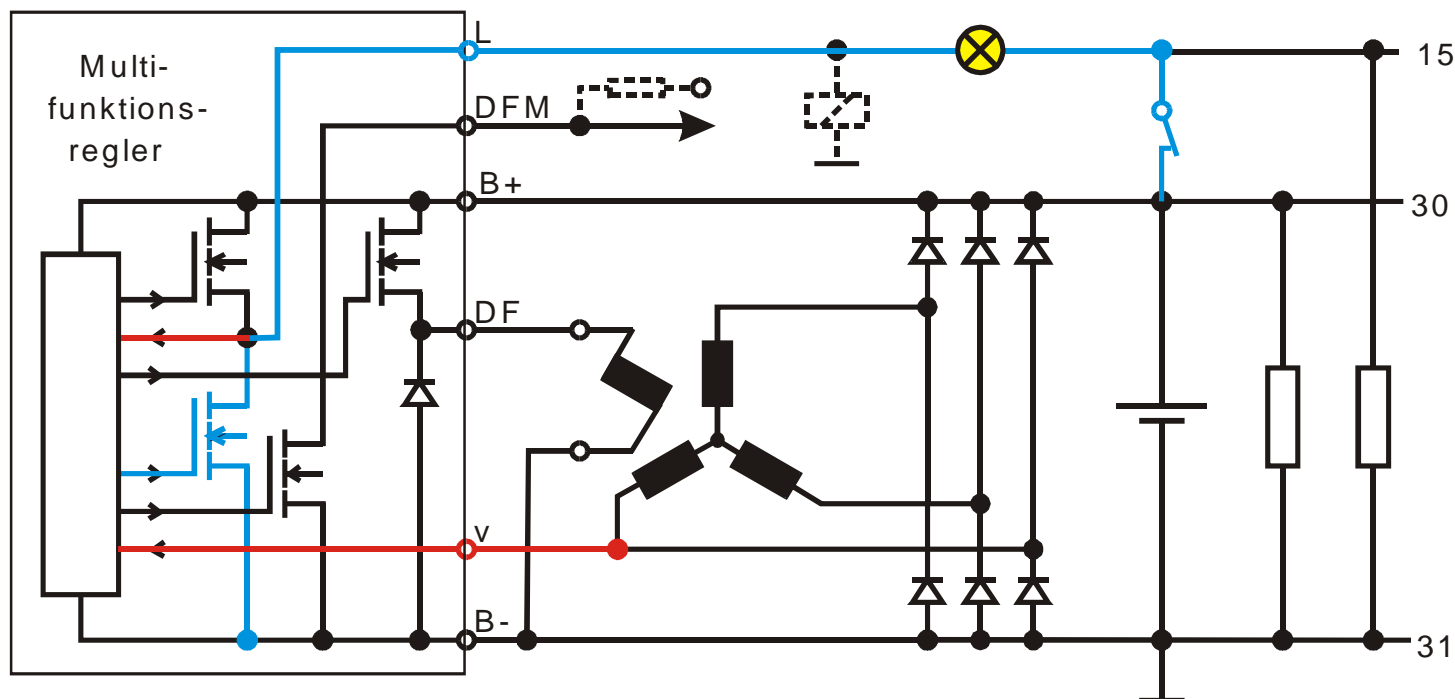 L
15
Multi-
funktions-
regler
DFM
B+
30
DF
v
B-
31